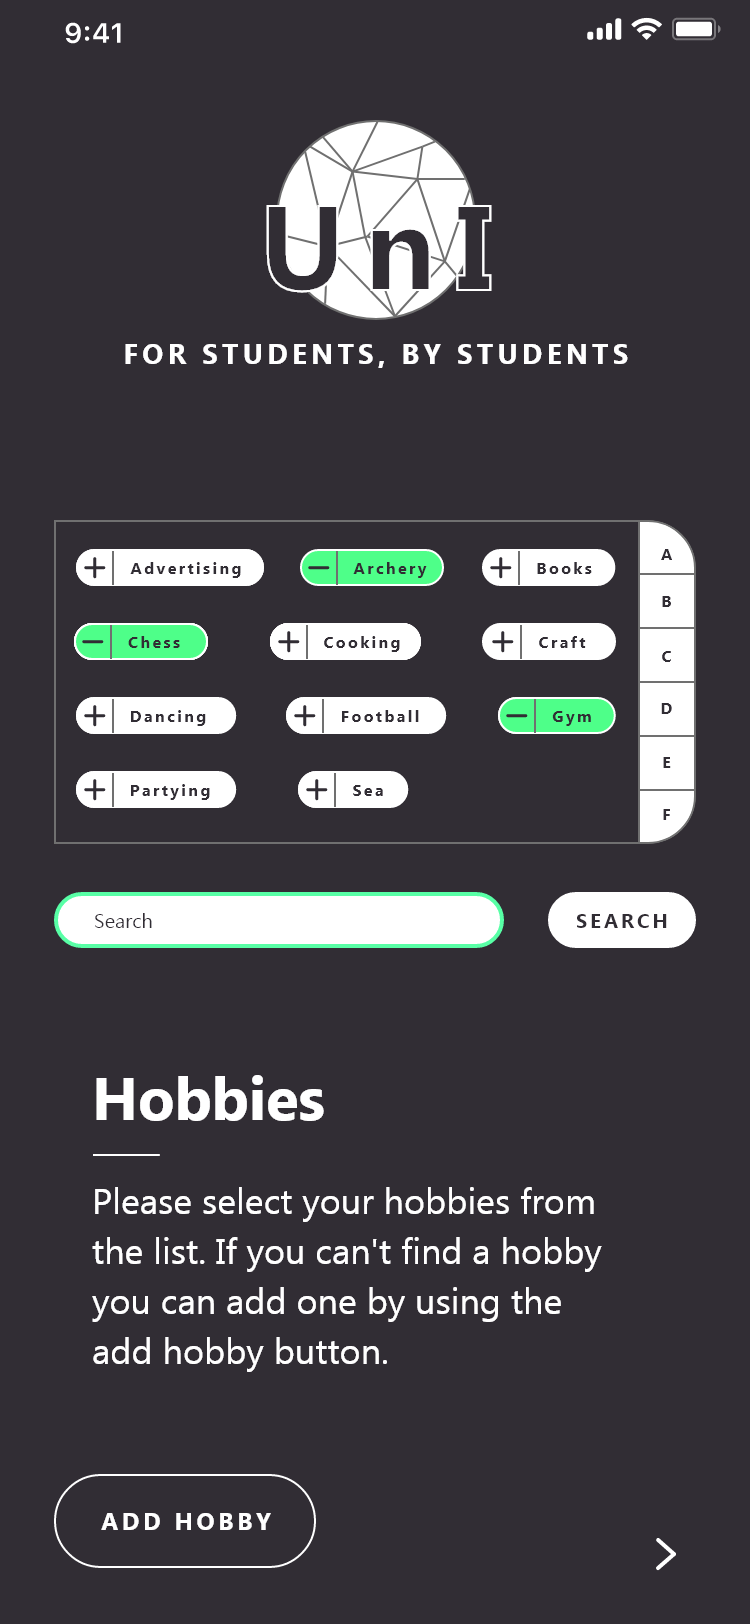 9:41
UnI
FOR STUDENTS, BY STUDENTS
Advertising Archery Books
Chess Cooking Craft
Dancing Football Gym
Partying Sea
A
B
C
D
E
F
Search SEARCH
Hobbies
Please select your hobbies from
the list. If you can't find a hobby
you can add one by using the
add hobby button.
ADD HOBBY